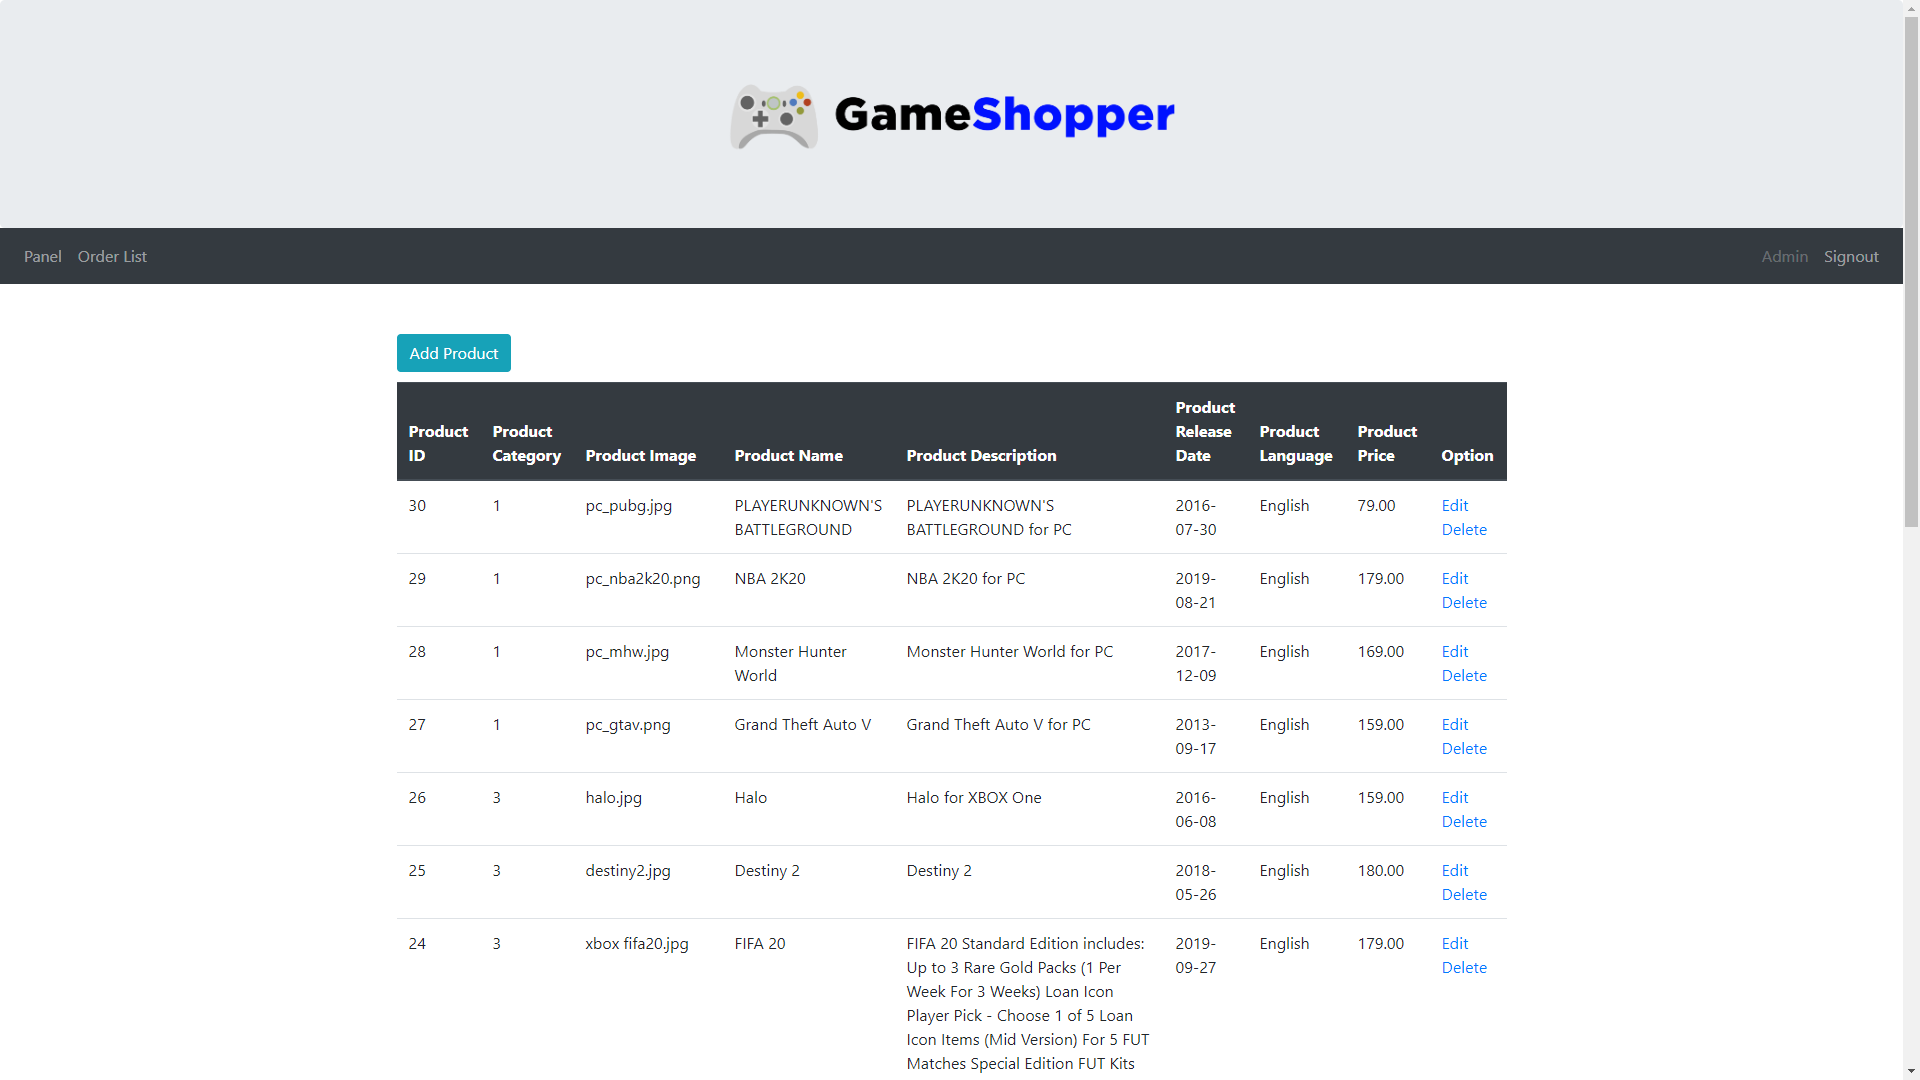 GameShopper
Panel Order List Admin Signout
Add Product
Product ID Product Category Product Image Product Name Product Description Product Release Date Product Language Product Price Option
30 1 pc_pubg.jpg PLAYERUNKNOWN'S PLAYERUNKNOWN'S 2016- English 79.00 Edit
BATTLEGROUND BATTLEGROUND for PC 07-30 Delete
29 1 pc_nba2k20.png NBA 2K20 NBA 2K20 for PC 2019- English 179.00 Edit
08-21 Delete
28 1 pc_mhw.jpg Monster Hunter Monster Hunter World for PC 2017- English 169.00 Edit
World 12-09 Delete
27 1 pc_gtav.png Grand Theft Auto V Grand Theft Auto V for PC 2013- English 159.00 Edit
09-17 Delete
26 3 halo.jpg Halo Halo for XBOX One 2016- English 159.00 Edit
06-08 Delete
25 3 destiny2.jpg Destiny 2 Destiny 2 2018- English 180.00 Edit
05-26 Delete
24 3 xbox fifa20.jpg FIFA 20 FIFA 20 Standard Edition includes: 2019- English 179.00 Edit
Up to 3 Rare Gold Packs (1 Per 09-27 Delete
Week For 3 Weeks) Loan Icon
Player Pick - Choose 1 of 5 Loan
Icon Items (Mid Version) For 5 FUT
Matches Special Edition FUT Kits